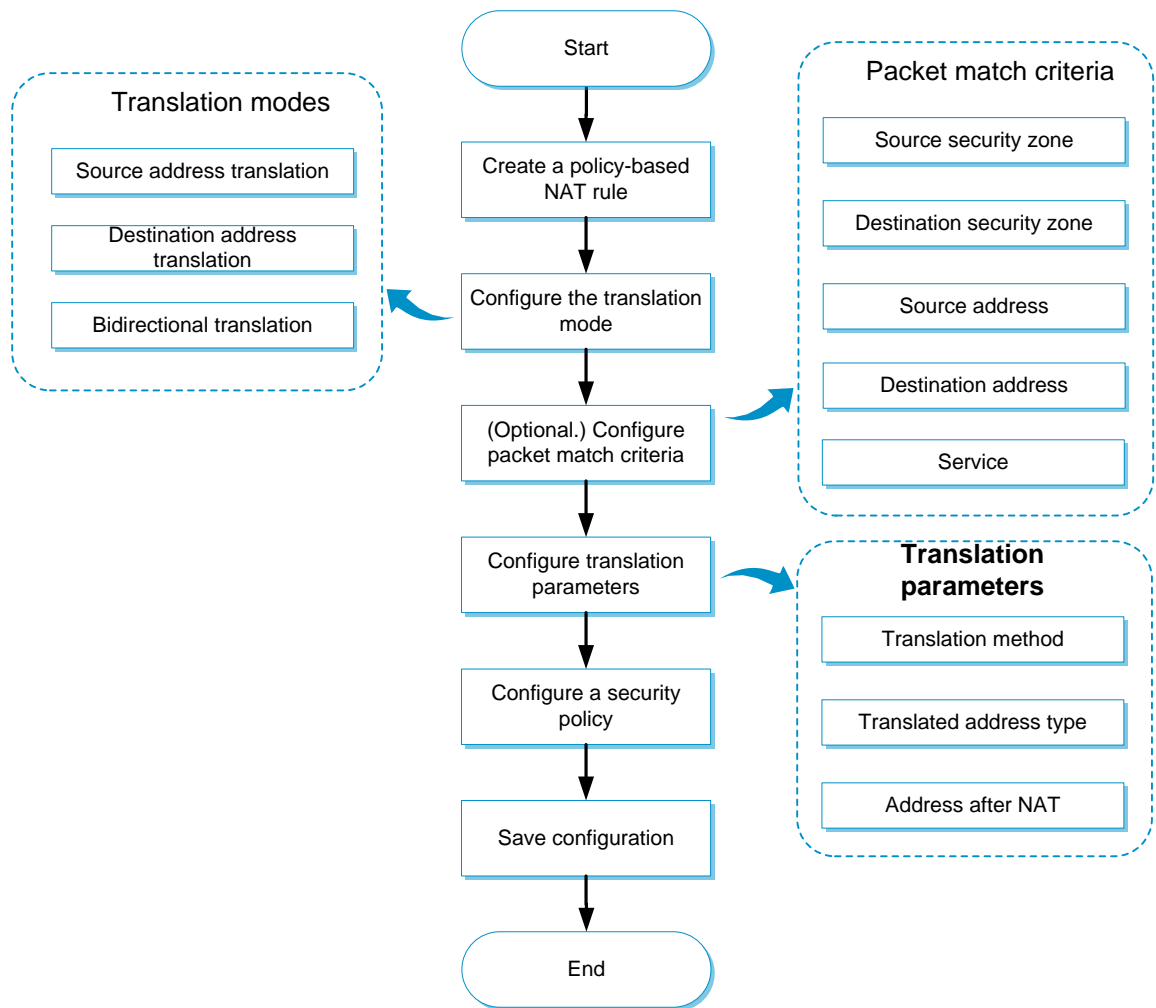 Start
Create a policy-based
NAT rule
Configure the translation
mode
(Optional.) Configure
packet match criteria
Configure translation
parameters
Configure a security
policy
Save configuration
End
Translation modes
Source address translation
Destination address
translation
Bidirectional translation
Packet match criteria
Source security zone
Destination security zone
Source address
Destination address
Service
Translation
parameters
Translation method
Translated address type
Address after NAT